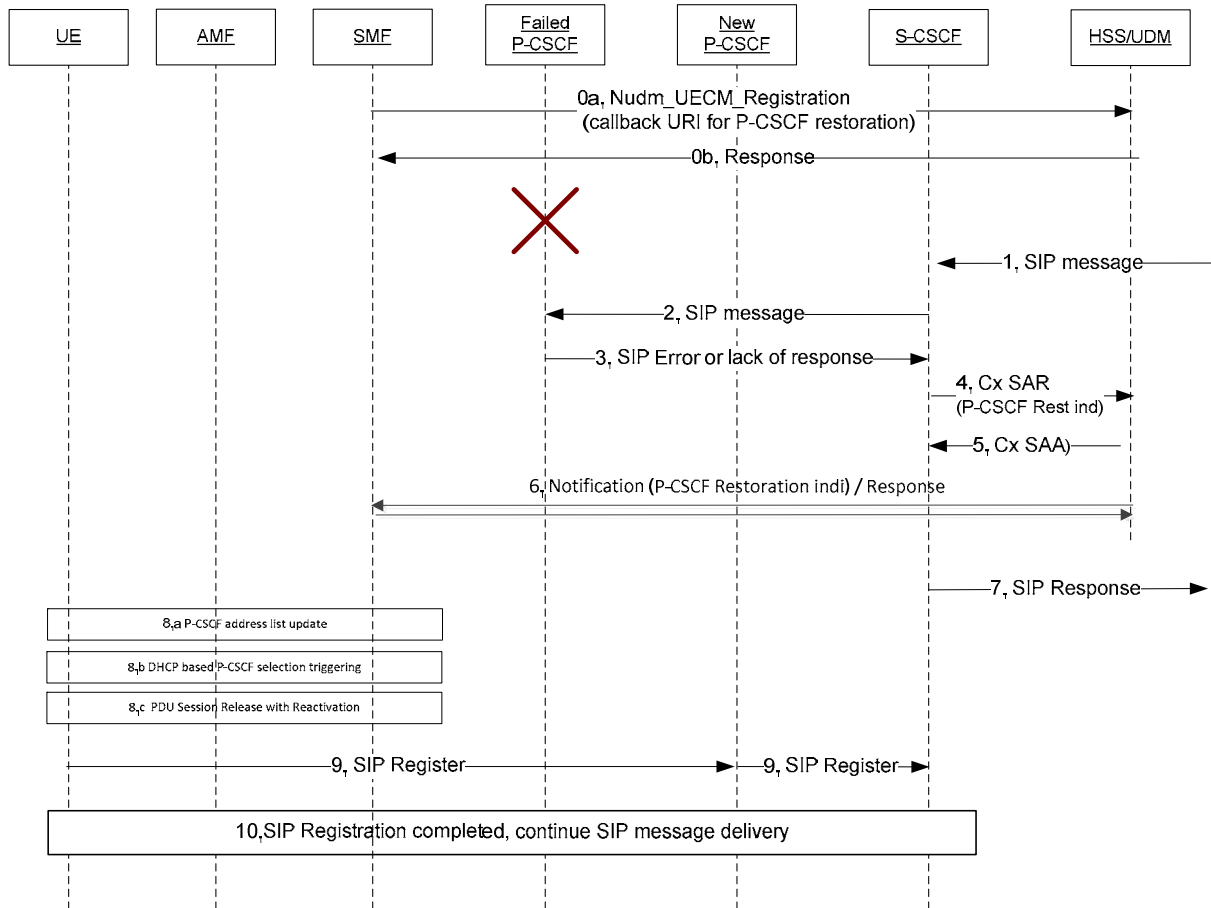 UE
AMF
SMF
Failed
P-CSCF
New
P-CSCF
S-CSCF
HSS/UDM
0a, Nudm_UECM_Registration
(callback URI for P-CSCF restoration)
0b, Response
1, SIP message
2, SIP message
3, SIP Error or lack of response
4, Cx SAR
(P-CSCF Rest ind)
5, Cx SAA)
6, Notification (P-CSCF Restoration indi) / Response
7, SIP Response
8,a P-CSCF address list update
8,b DHCP based P-CSCF selection triggering
8,c PDU Session Release with Reactivation
9, SIP Register
9, SIP Register
10,SIP Registration completed, continue SIP message delivery